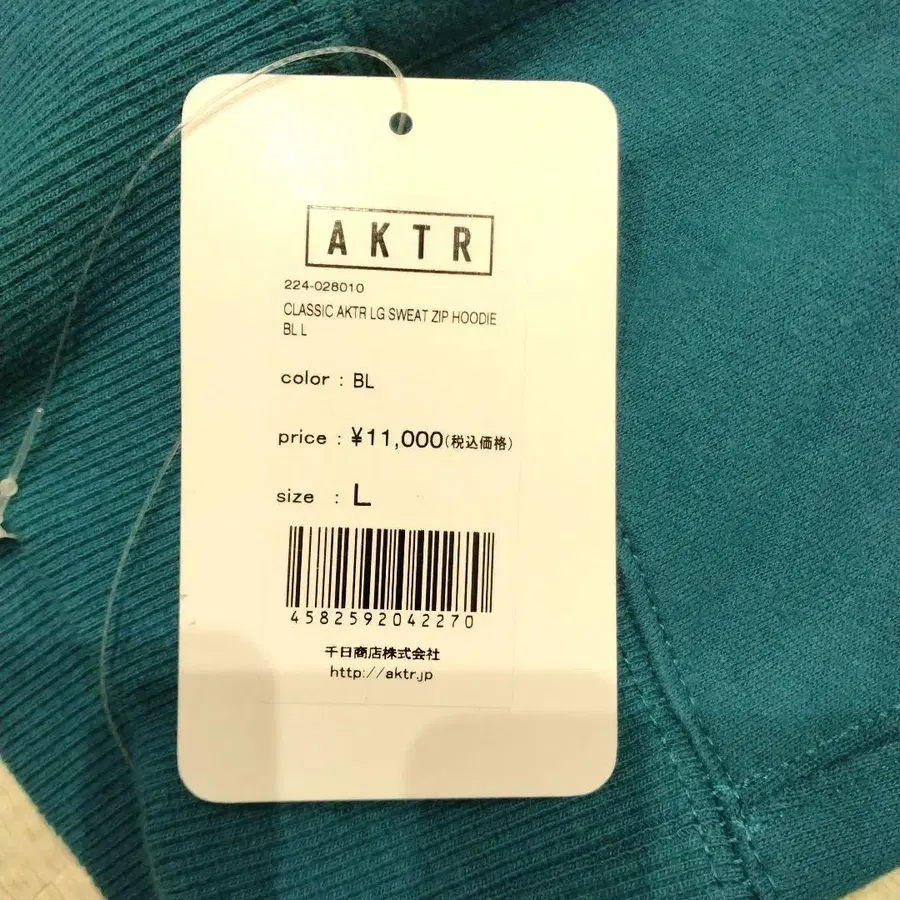 AKTR
224-028010
CLASSIC AKTR LG SWEAT ZIP HOODIE
BL L
color : BL
price : ¥11,000(税込価格)
size : L
4582592042270
千日商店株式会社
http://aktr.jp